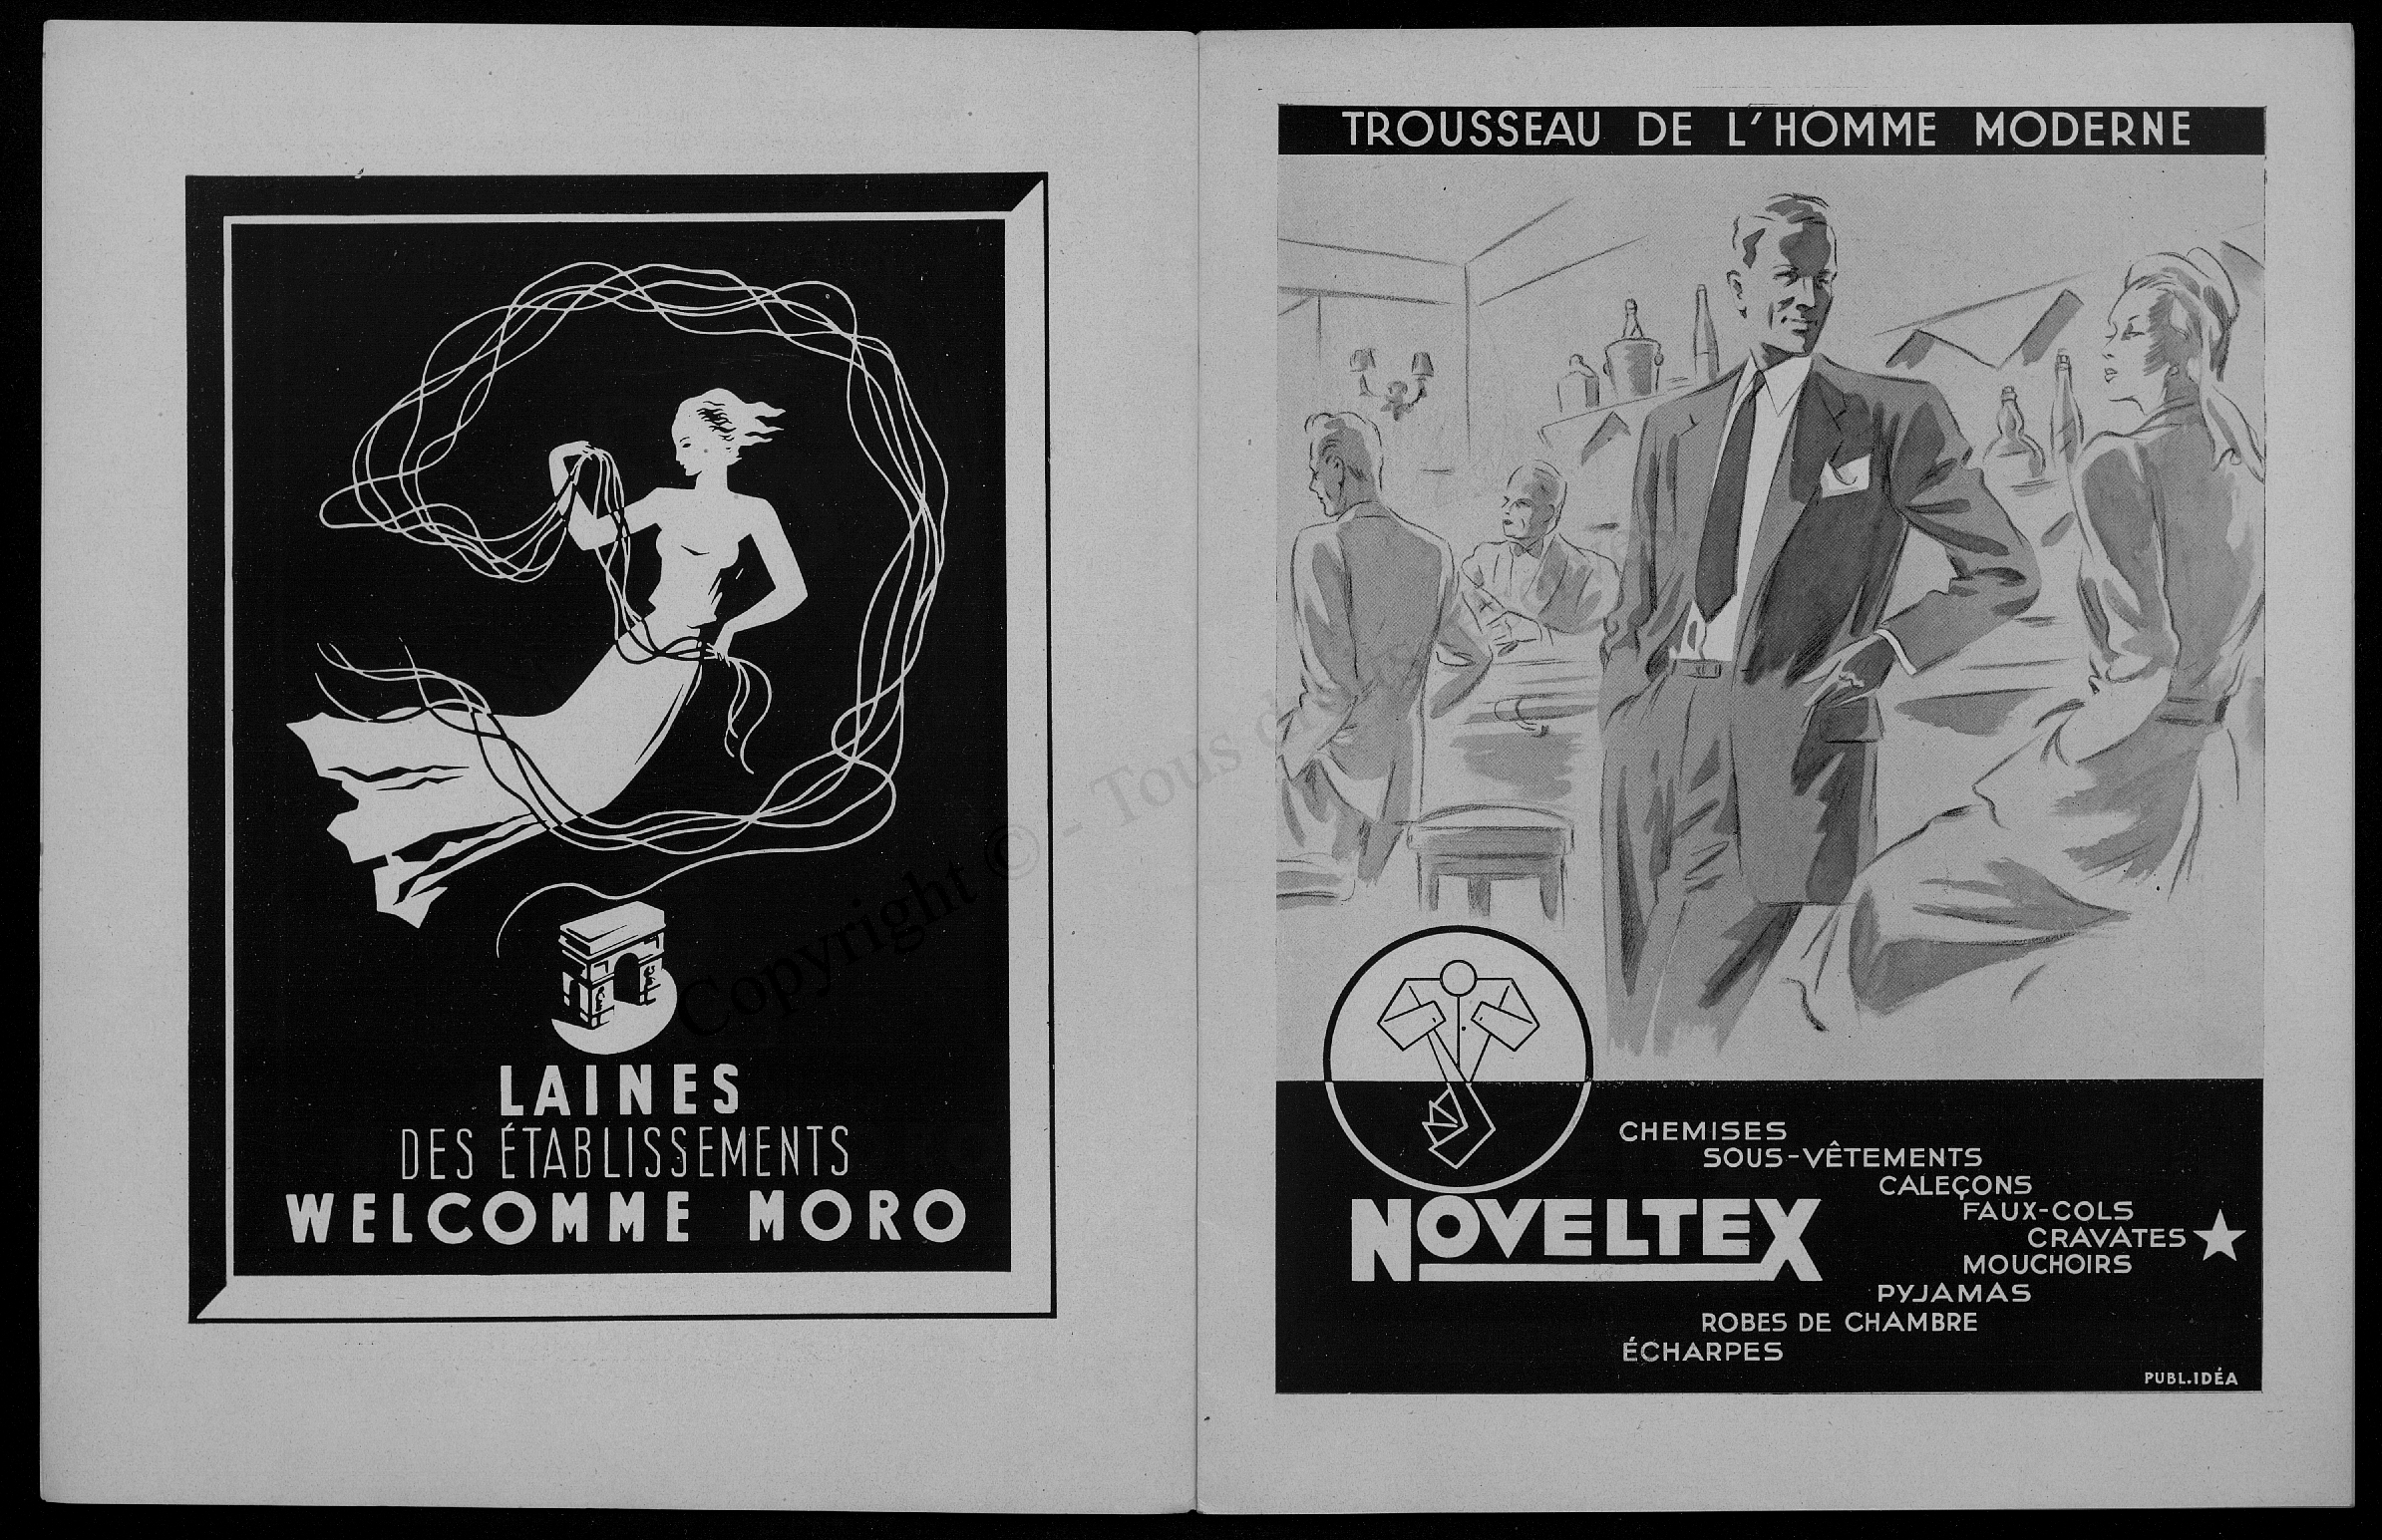 LAINES
DES ÉTABLISSEMENTS
WELCOMME MORO
TROUSSEAU DE L'HOMME MODERNE
CHEMISES
SOUS-VÊTEMENTS
CALEÇONS
FAUX-COLS
CRAVATES
MOUCHOIRS
PYJAMAS
ROBES DE CHAMBRE
ÉCHARPES
NOVELTEX
PUBL.IDÉA
Copyright © - Tous